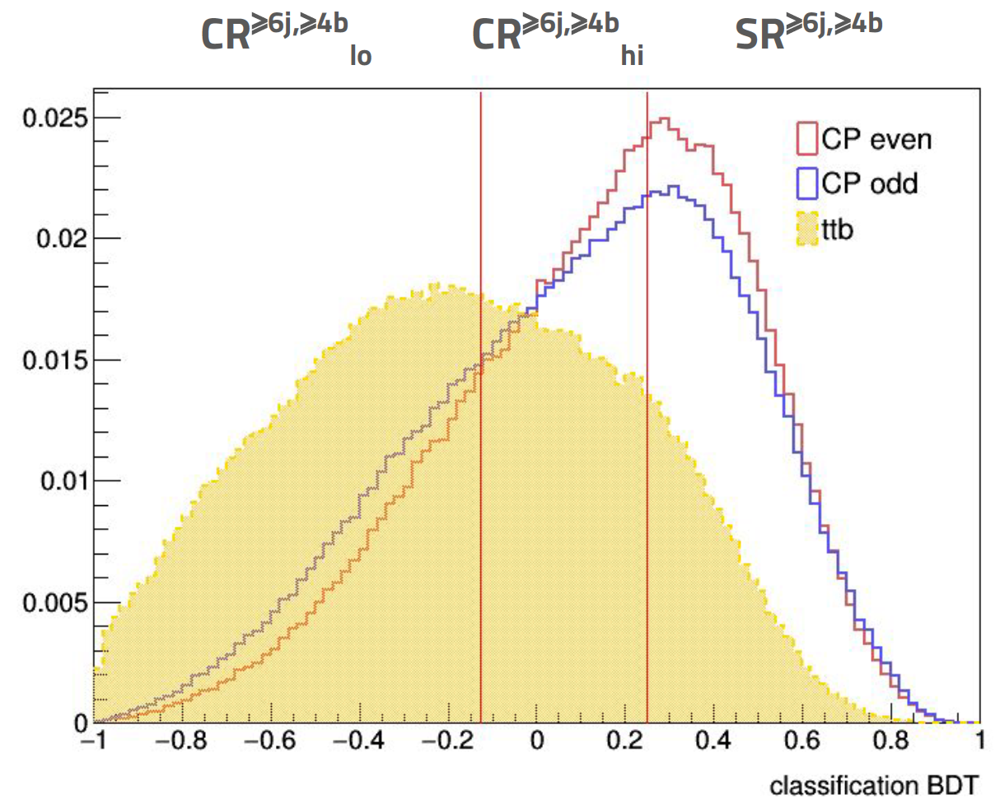 CR⩾6j,⩾4b lo CR⩾6j,⩾4b hi SR⩾6j,⩾4b
0.025
0.02
0.015
0.01
0.005
0
CP even
CP odd
ttb
−1 −0.8 −0.6 −0.4 −0.2 0 0.2 0.4 0.6 0.8 1
classification BDT